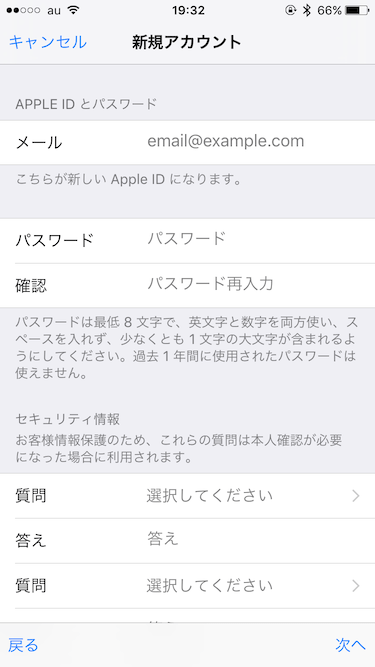 au 19:32 66%
キャンセル 新規アカウント
APPLE ID とパスワード
メール email@example.com
こちらが新しい Apple ID になります。
パスワード パスワード
確認 パスワード再入力
パスワードは最低 8 文字で、英文字と数字を両方使い、ス
ペースを入れず、少なくとも 1 文字の大文字が含まれるよ
うにしてください。過去 1 年間に使用されたパスワードは
使えません。
セキュリティ情報
お客様情報保護のため、これらの質問は本人確認が必要
になった場合に利用されます。
質問 選択してください
答え 答え
質問 選択してください
戻る 次へ